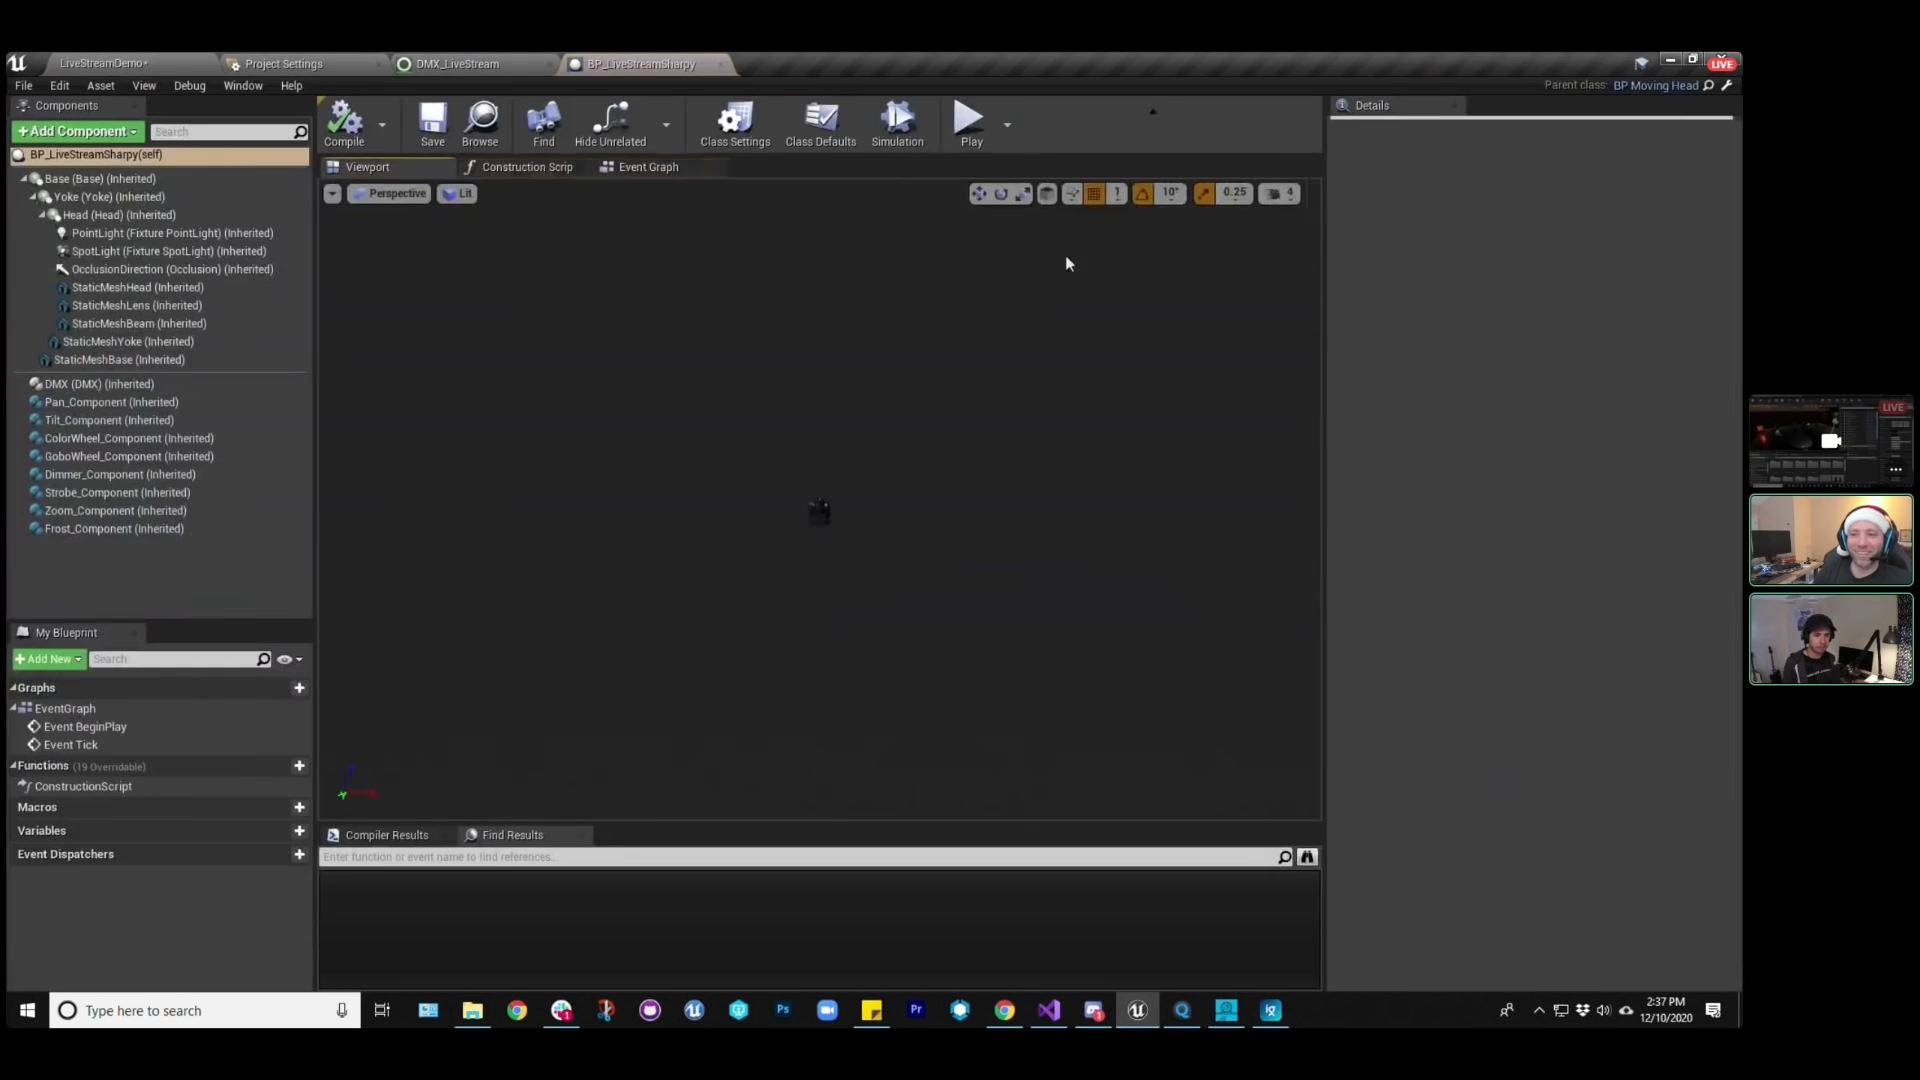 LiveStreamDemo*
Project Settings
DMX_LiveStream
BP_LiveStreamSharpy
LIVE
File
Edit
Asset
View
Debug
Window
Help
Parent class: BP Moving Head
Components
Details
+Add Component
Search
Compile
Save
Browse
Find
Hide Unrelated
Class Settings
Class Defaults
Simulation
Play
BP_LiveStreamSharpy(self)
Viewport
Construction Scrip
Event Graph
Base (Base) (Inherited)
Yoke (Yoke) (Inherited)
Head (Head) (Inherited)
PointLight (Fixture PointLight) (Inherited)
SpotLight (Fixture SpotLight) (Inherited)
OcclusionDirection (Occlusion) (Inherited)
StaticMeshHead (Inherited)
StaticMeshLens (Inherited)
StaticMeshBeam (Inherited)
StaticMeshYoke (Inherited)
StaticMeshBase (Inherited)
Perspective
Lit
1
10°
0.25
4
DMX (DMX) (Inherited)
Pan_Component (Inherited)
Tilt_Component (Inherited)
ColorWheel_Component (Inherited)
GoboWheel_Component (Inherited)
Dimmer_Component (Inherited)
Strobe_Component (Inherited)
Zoom_Component (Inherited)
Frost_Component (Inherited)
LIVE
My Blueprint
+Add New
Search
Graphs
EventGraph
Event BeginPlay
Event Tick
Functions (19 Overridable)
ConstructionScript
Macros
Variables
Event Dispatchers
Compiler Results
Find Results
Enter function or event name to find references...
Type here to search
Ps
Pr
ig
2:37 PM
12/10/2020